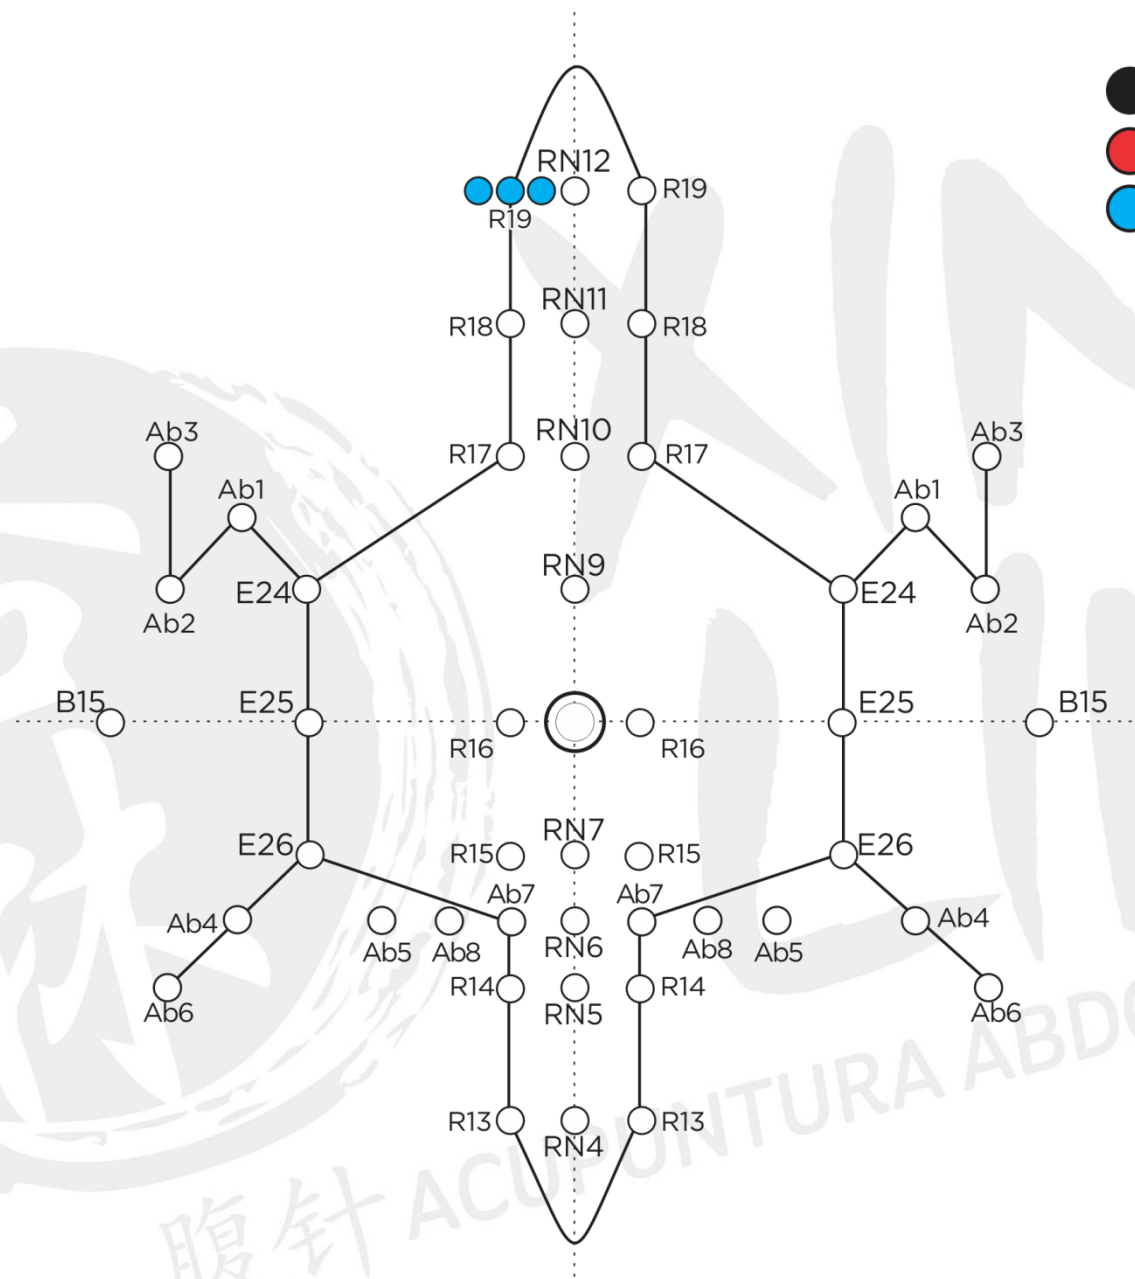 RN12
R19
R19
RN11
R18
R18
RN10
R17
R17
Ab3
Ab3
Ab1
Ab1
RN9
E24
E24
Ab2
Ab2
B15
E25
E25
B15
R16
R16
RN7
E26
R15
R15
E26
Ab7
Ab7
Ab4
Ab4
Ab5
Ab8
RN6
Ab8
Ab5
R14
R14
Ab6
RN5
Ab6
R13
R13
RN4
腹针 ACUPUNTURA ABDO